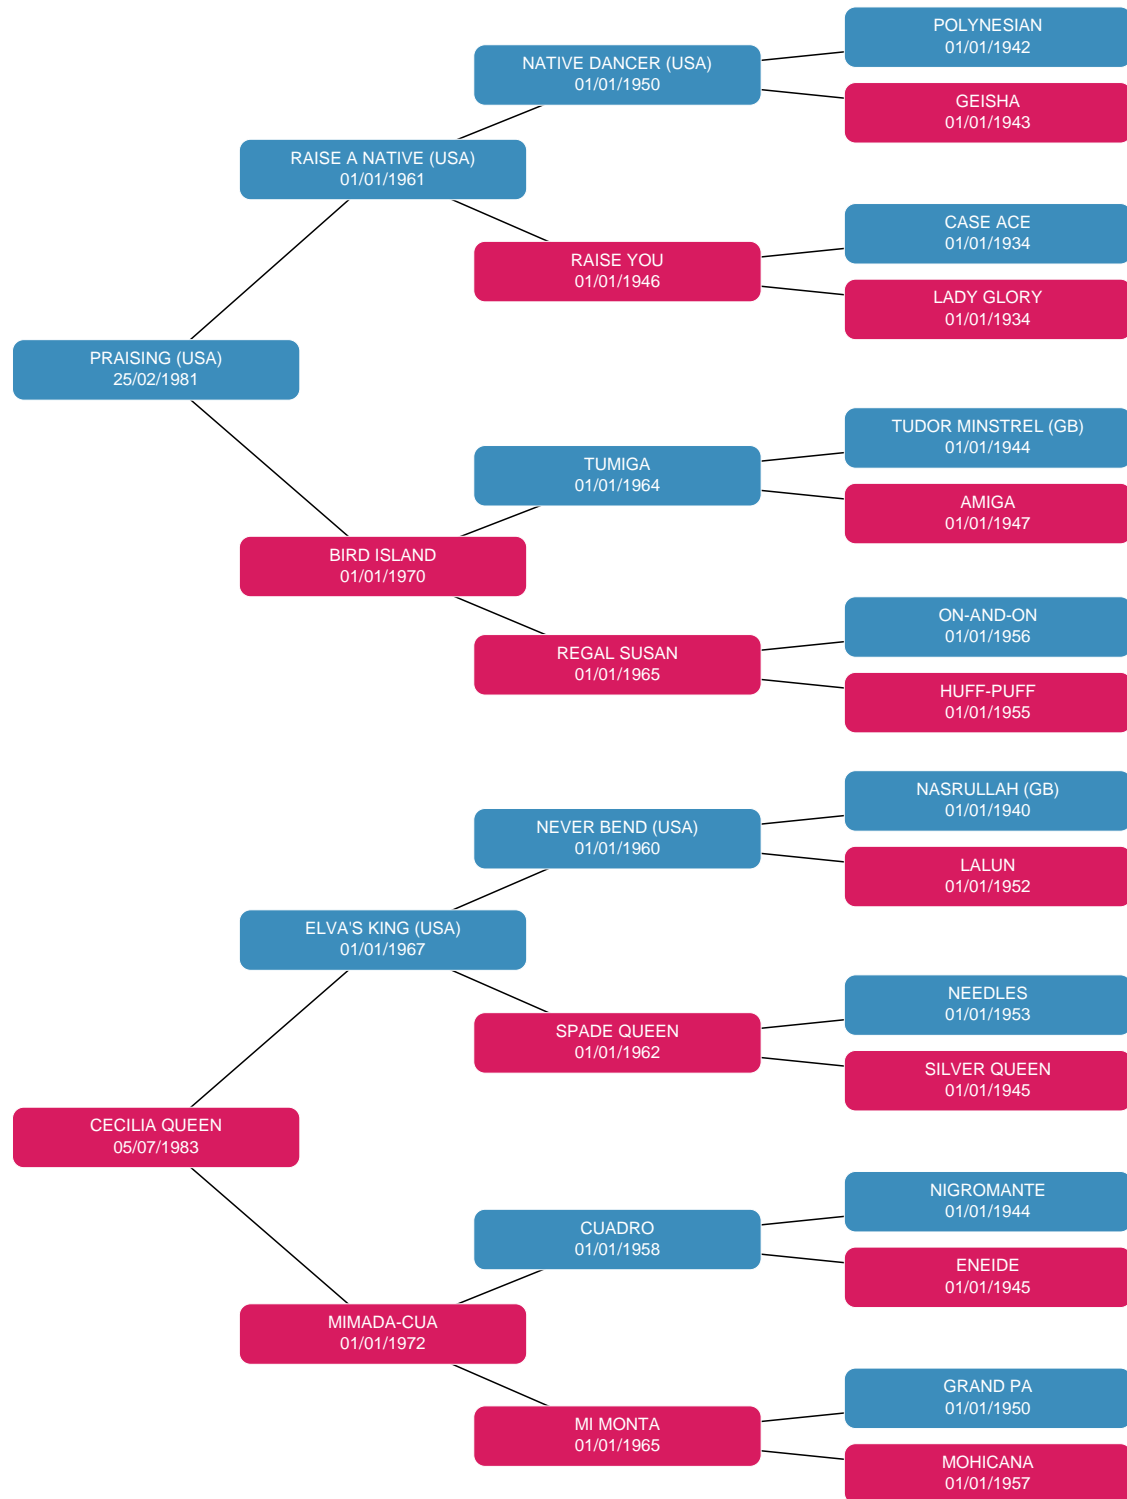 POLYNESIAN
01/01/1942
NATIVE DANCER (USA)
01/01/1950
GEISHA
01/01/1943
RAISE A NATIVE (USA)
01/01/1961
CASE ACE
01/01/1934
RAISE YOU
01/01/1946
LADY GLORY
01/01/1934
PRAISING (USA)
25/02/1981
TUDOR MINSTREL (GB)
01/01/1944
TUMIGA
01/01/1964
AMIGA
01/01/1947
BIRD ISLAND
01/01/1970
ON-AND-ON
01/01/1956
REGAL SUSAN
01/01/1965
HUFF-PUFF
01/01/1955
NASRULLAH (GB)
01/01/1940
NEVER BEND (USA)
01/01/1960
LALUN
01/01/1952
ELVA'S KING (USA)
01/01/1967
NEEDLES
01/01/1953
SPADE QUEEN
01/01/1962
SILVER QUEEN
01/01/1945
CECILIA QUEEN
05/07/1983
NIGROMANTE
01/01/1944
CUADRO
01/01/1958
ENEIDE
01/01/1945
MIMADA-CUA
01/01/1972
GRAND PA
01/01/1950
MI MONTA
01/01/1965
MOHICANA
01/01/1957